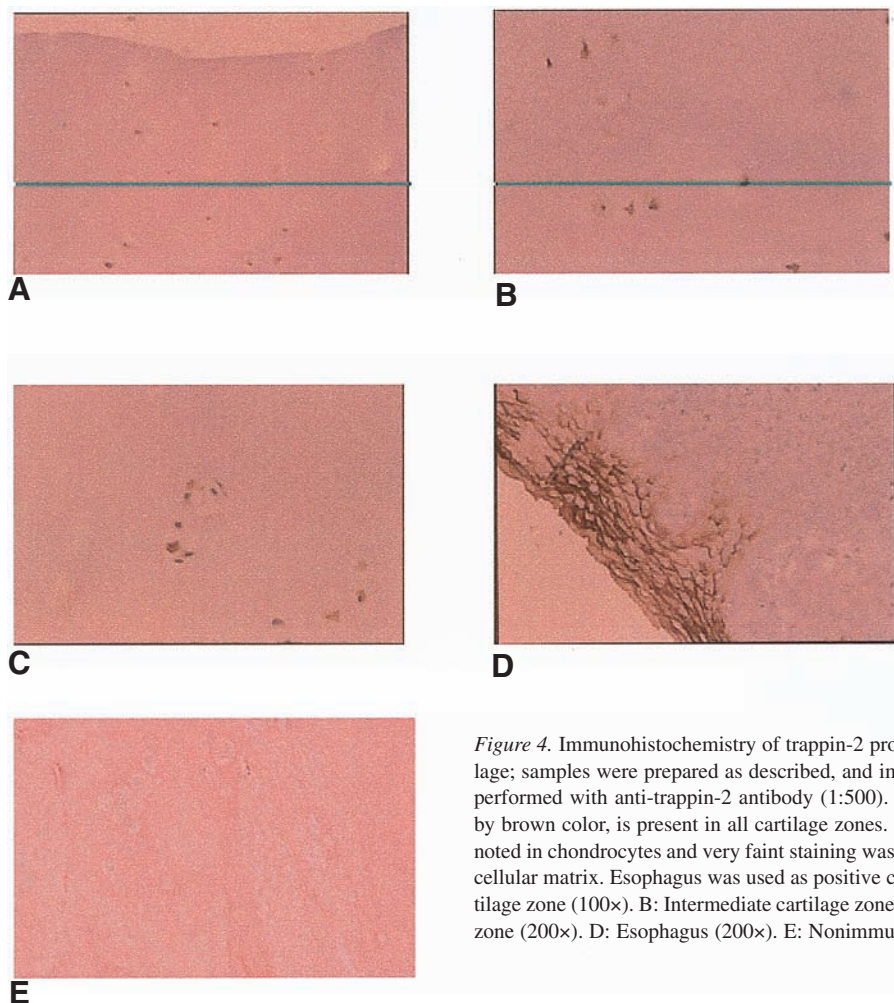 A
B
C
D
E
Figure 4. Immunohistochemistry of trappin-2 pro
lage; samples were prepared as described, and in
performed with anti-trappin-2 antibody (1:500).
by brown color, is present in all cartilage zones.
noted in chondrocytes and very faint staining was
cellular matrix. Esophagus was used as positive c
tilage zone (100×). B: Intermediate cartilage zone
zone (200×). D: Esophagus (200×). E: Nonimmu